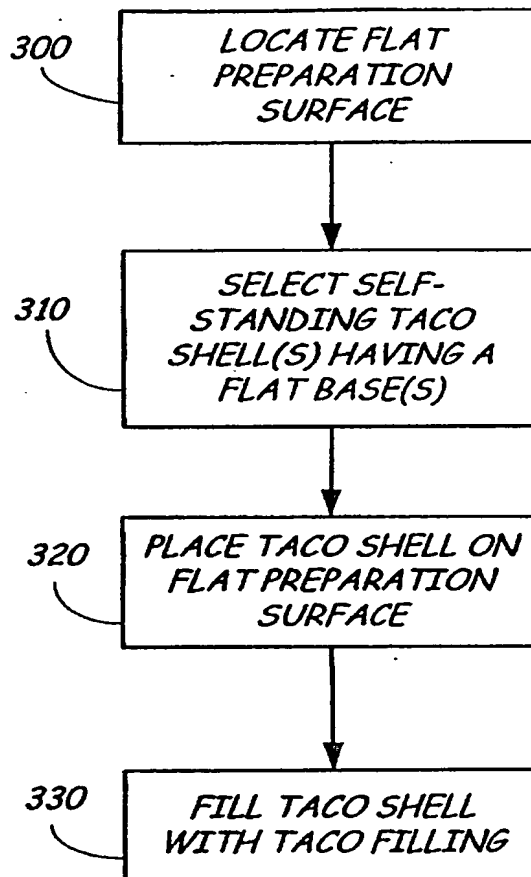 300
LOCATE FLAT
PREPARATION
SURFACE
310
SELECT SELF-
STANDING TACO
SHELL(S) HAVING A
FLAT BASE(S)
320
PLACE TACO SHELL ON
FLAT PREPARATION
SURFACE
330
FILL TACO SHELL
WITH TACO FILLING